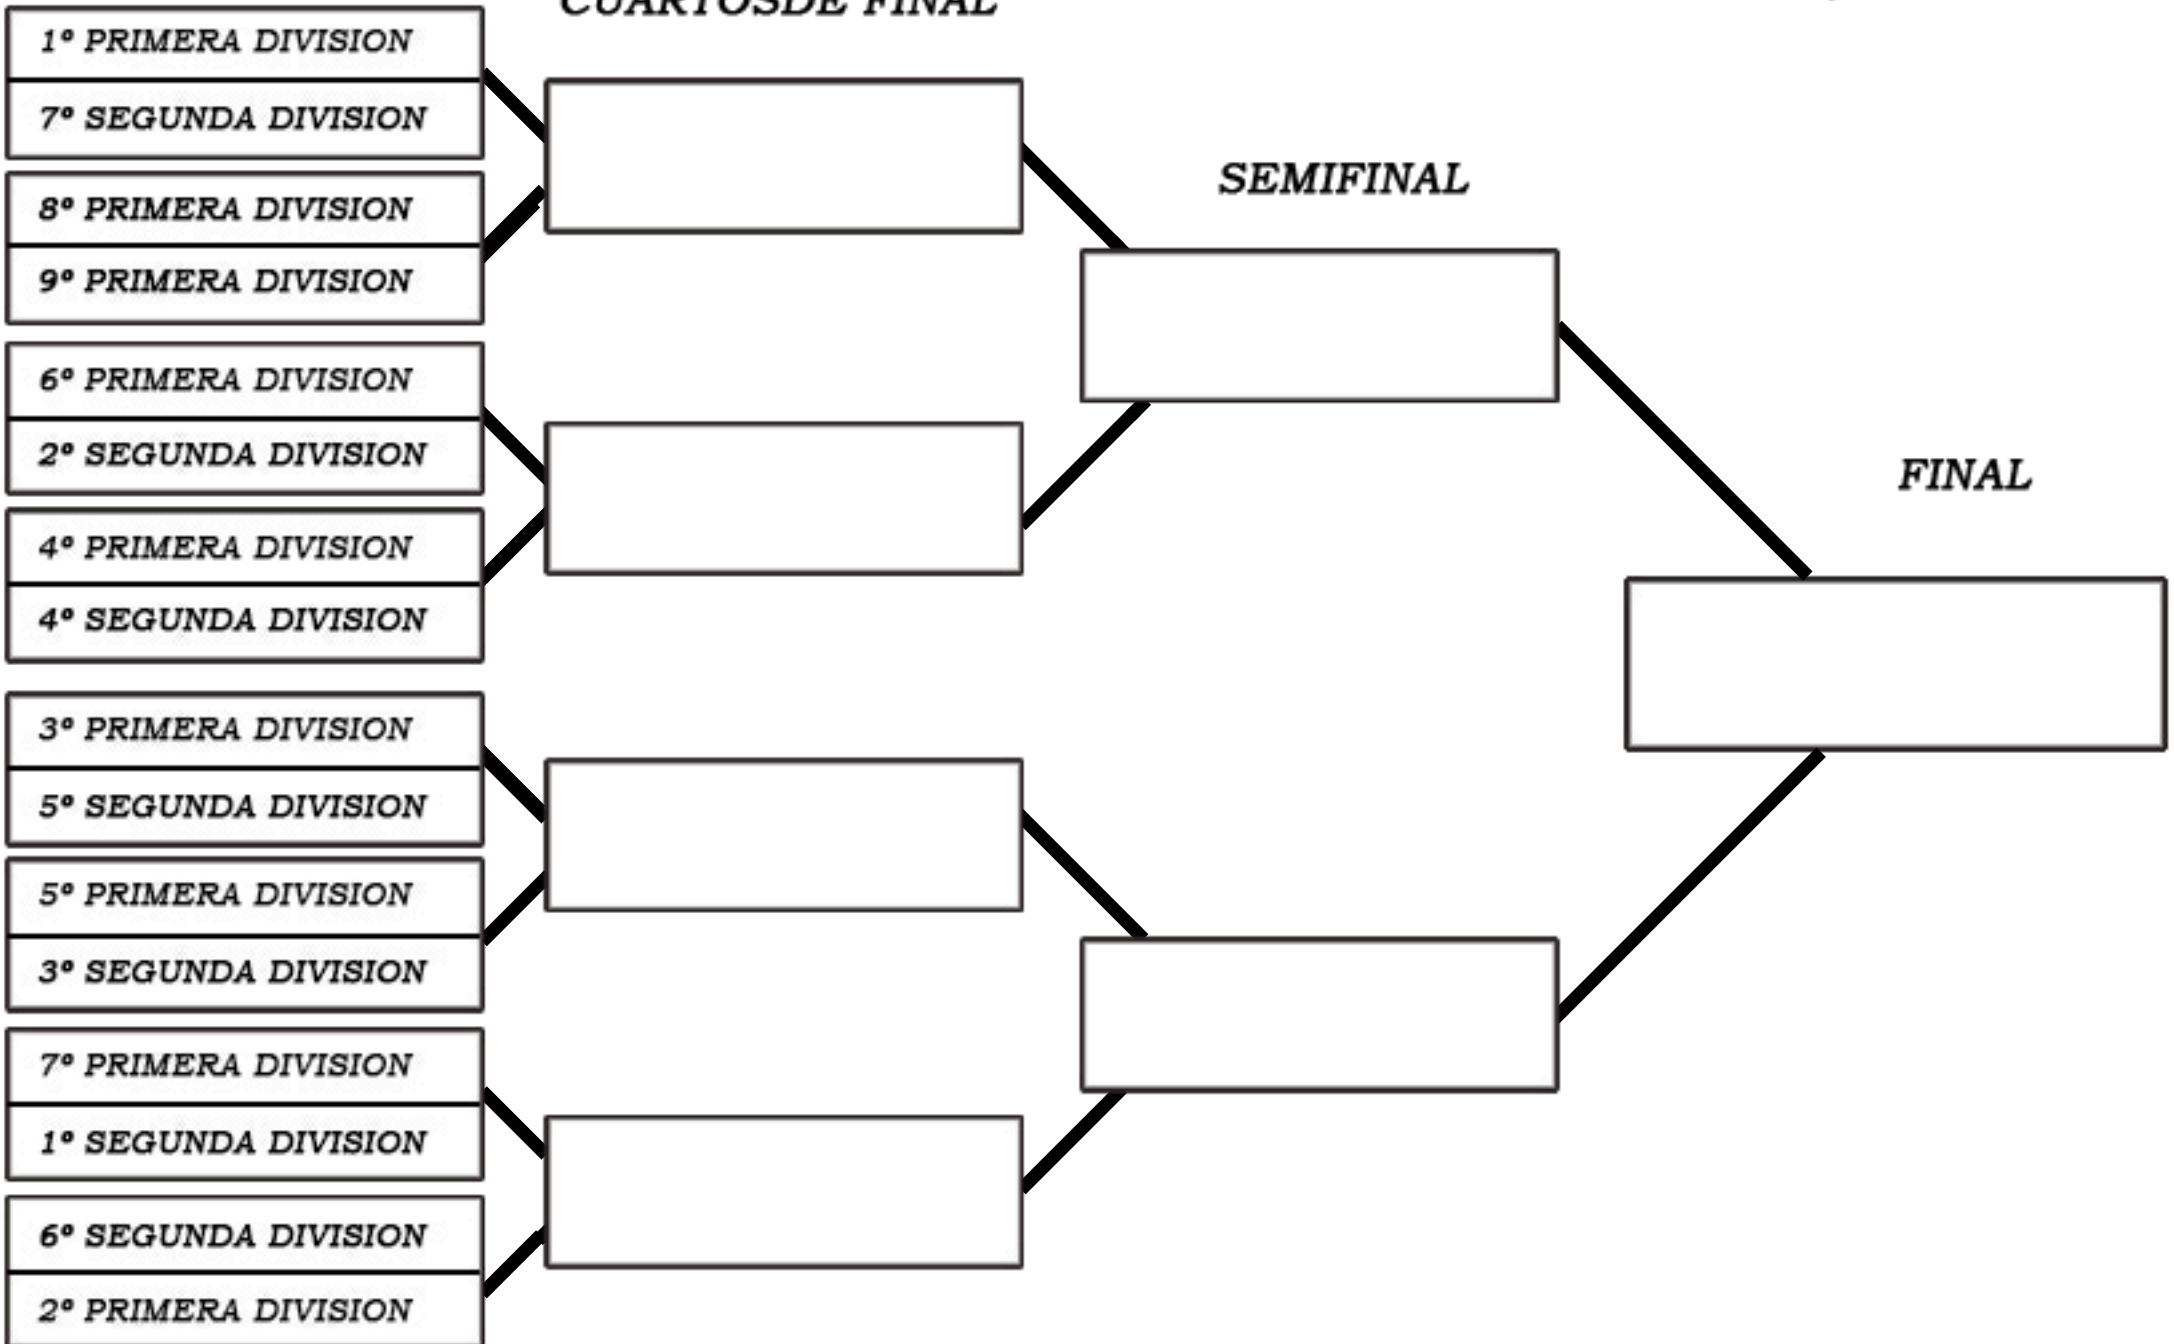 CUARTOSDE FINAL
1º PRIMERA DIVISION
7º SEGUNDA DIVISION
8º PRIMERA DIVISION
9º PRIMERA DIVISION
6º PRIMERA DIVISION
2º SEGUNDA DIVISION
4º PRIMERA DIVISION
4º SEGUNDA DIVISION
3º PRIMERA DIVISION
5º SEGUNDA DIVISION
5º PRIMERA DIVISION
3º SEGUNDA DIVISION
7º PRIMERA DIVISION
1º SEGUNDA DIVISION
6º SEGUNDA DIVISION
2º PRIMERA DIVISION
SEMIFINAL
FINAL